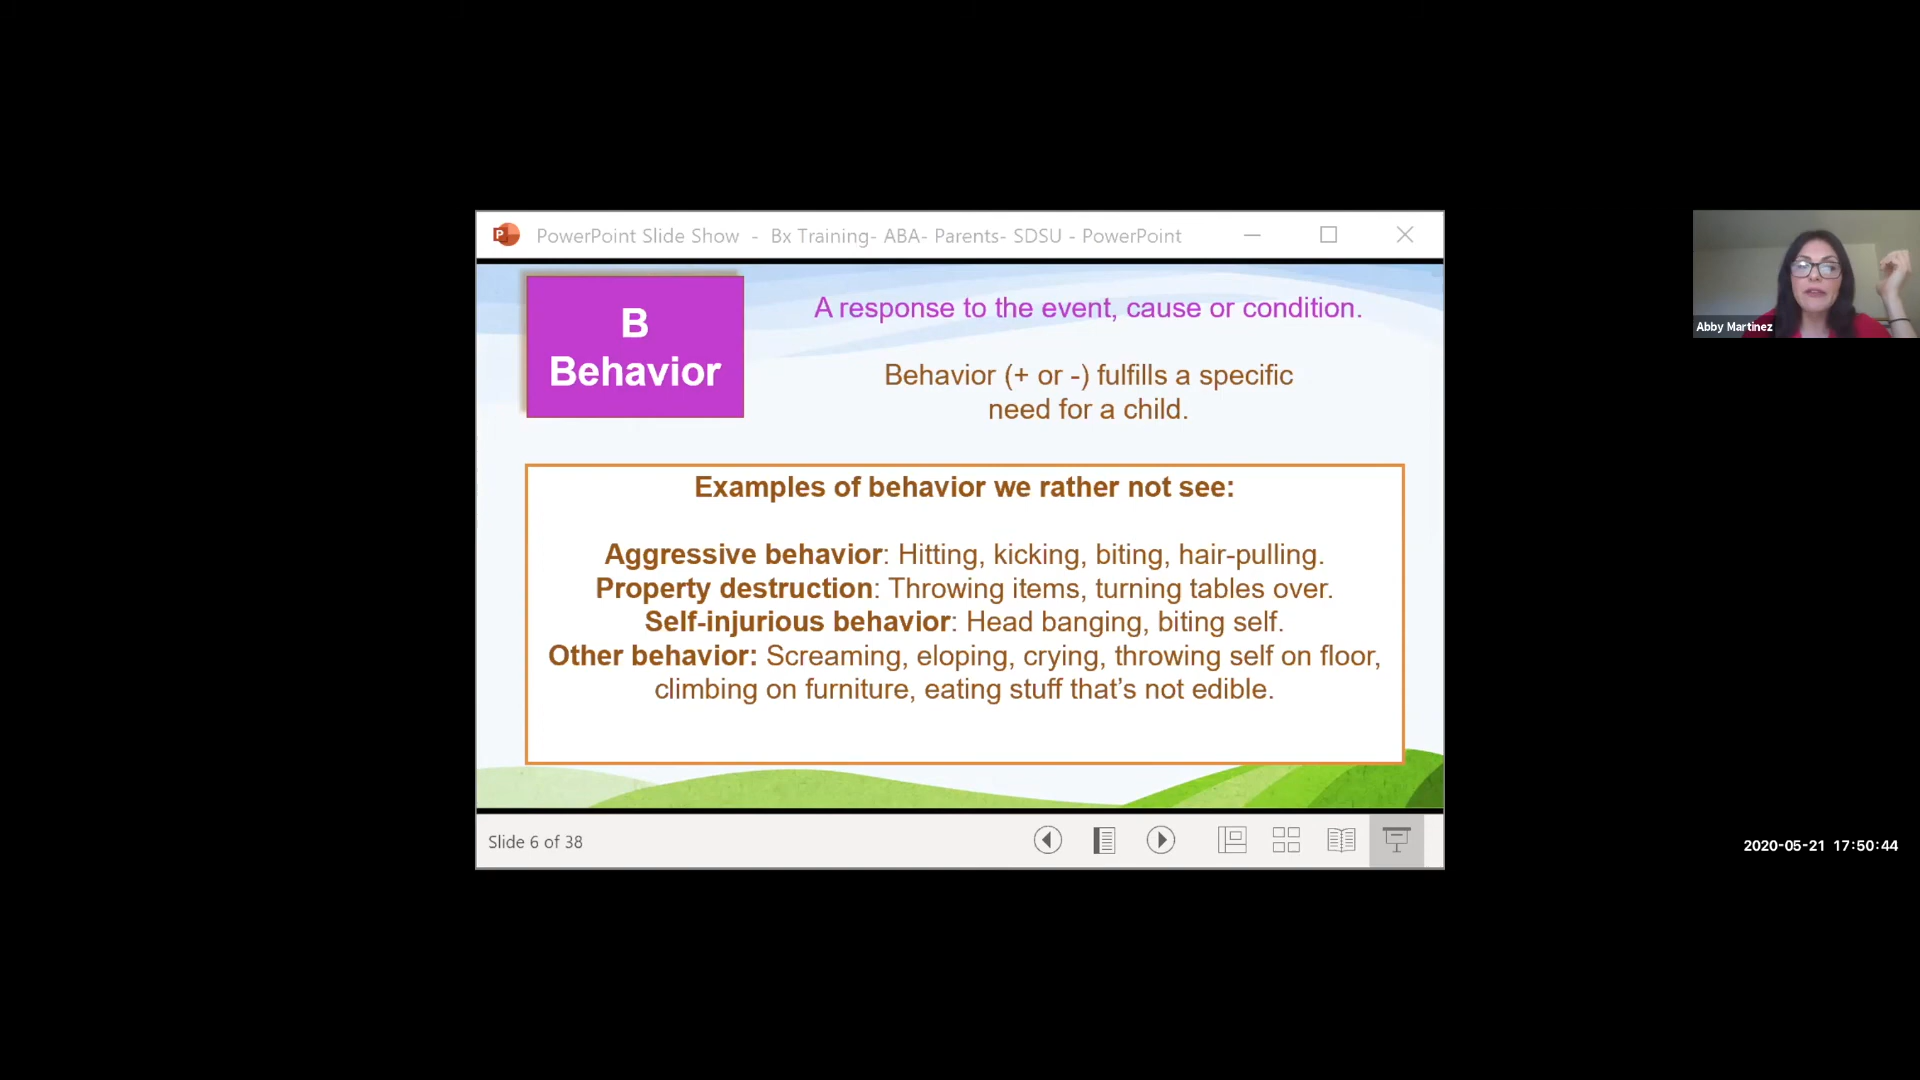 PowerPoint Slide Show - Bx Training- ABA- Parents- SDSU - PowerPoint
B
Behavior
A response to the event, cause or condition.
Behavior (+ or -) fulfills a specific
need for a child.
Examples of behavior we rather not see:
Aggressive behavior: Hitting, kicking, biting, hair-pulling.
Property destruction: Throwing items, turning tables over.
Self-injurious behavior: Head banging, biting self.
Other behavior: Screaming, eloping, crying, throwing self on floor,
climbing on furniture, eating stuff that’s not edible.
Slide 6 of 38
Abby Martinez
2020-05-21 17:50:44